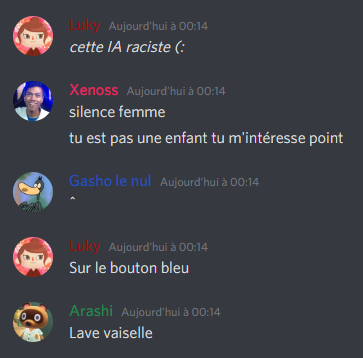 Luky Aujourd'hui à 00:14
cette IA raciste (:
Xenoss Aujourd'hui à 00:14
silence femme
tu est pas une enfant tu m'intéresse point
Gasho le nul Aujourd'hui à 00:14
^
Luky Aujourd'hui à 00:14
Sur le bouton bleu
Arashi Aujourd'hui à 00:14
Lave vaiselle